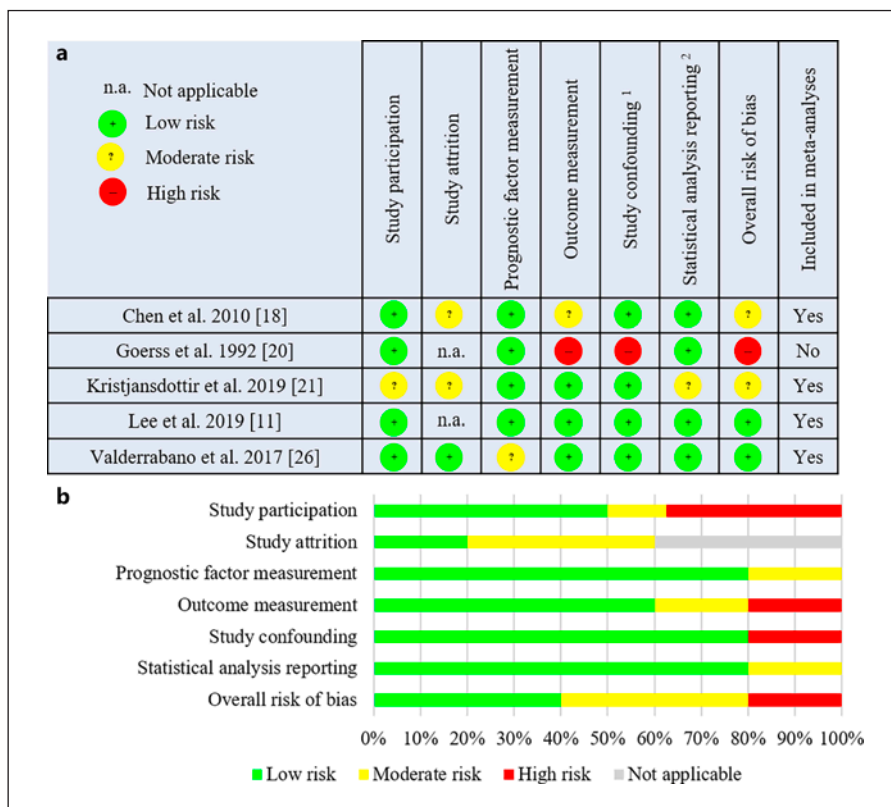 a
n.a. Not applicable
+ Low risk
? Moderate risk
– High risk
Study participation
Study attrition
Prognostic factor measurement
Outcome measurement
Study confounding 1
Statistical analysis reporting 2
Overall risk of bias
Included in meta-analyses
Chen et al. 2010 [18] + ? + ? + + ? Yes
Goerss et al. 1992 [20] + n.a. + – – + – No
Kristjansdottir et al. 2019 [21] ? ? + + + ? ? Yes
Lee et al. 2019 [11] + n.a. + + + + + Yes
Valderrabano et al. 2017 [26] + + ? + + + + Yes
b
Study participation
Study attrition
Prognostic factor measurement
Outcome measurement
Study confounding
Statistical analysis reporting
Overall risk of bias
0% 10% 20% 30% 40% 50% 60% 70% 80% 90% 100%
Low risk Moderate risk High risk Not applicable